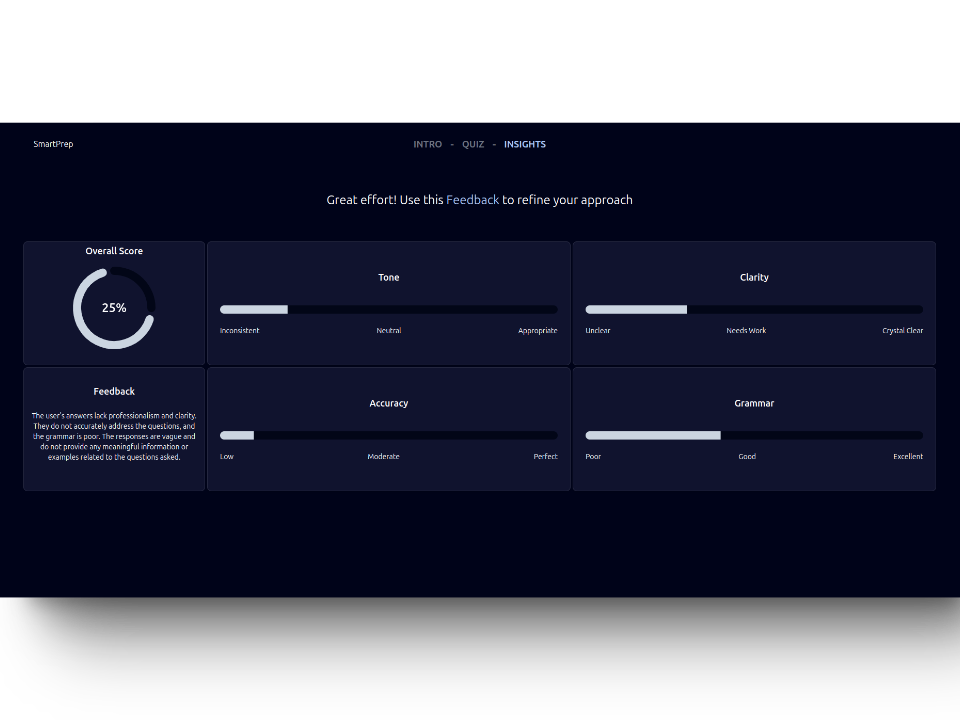 SmartPrep
INTRO - QUIZ - INSIGHTS
Great effort! Use this Feedback to refine your approach
Overall Score
25%
Tone
Inconsistent Neutral Appropriate
Clarity
Unclear Needs Work Crystal Clear
Feedback
The user's answers lack professionalism and clarity.
They do not accurately address the questions, and
the grammar is poor. The responses are vague and
do not provide any meaningful information or
examples related to the questions asked.
Accuracy
Low Moderate Perfect
Grammar
Poor Good Excellent